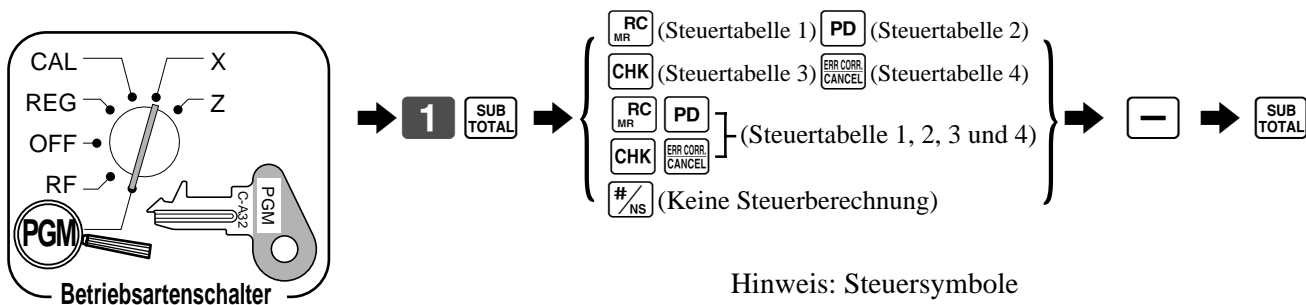 CAL X
REG Z
OFF
RF
PGM
PGM
C-A32
Betriebsartenschalter
1 SUB TOTAL
RC MR (Steuertabelle 1) PD (Steuertabelle 2)
CHK (Steuertabelle 3) ERR CORR. CANCEL (Steuertabelle 4)
RC MR PD
(Steuertabelle 1, 2, 3 und 4)
CHK ERR CORR. CANCEL
#/NS (Keine Steuerberechnung)
− SUB TOTAL
Hinweis: Steuersymbole